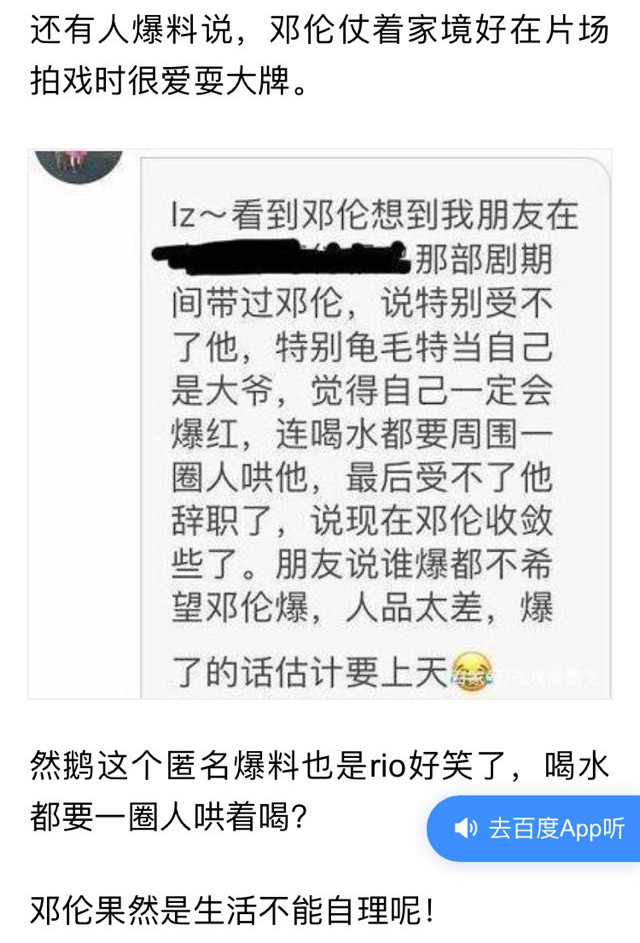 还有人爆料说，邓伦仗着家境好在片场
拍戏时很爱耍大牌。
lz～看到邓伦想到我朋友在
那部剧期
间带过邓伦，说特别受不
了他，特别龟毛特当自己
是大爷，觉得自己一定会
爆红，连喝水都要周围一
圈人哄他，最后受不了他
辞职了，说现在邓伦收敛
些了。朋友说谁爆都不希
望邓伦爆，人品太差，爆
了的话估计要上天😂
然鹅这个匿名爆料也是rio好笑了，喝水
都要一圈人哄着喝？
去百度App听
邓伦果然是生活不能自理呢！